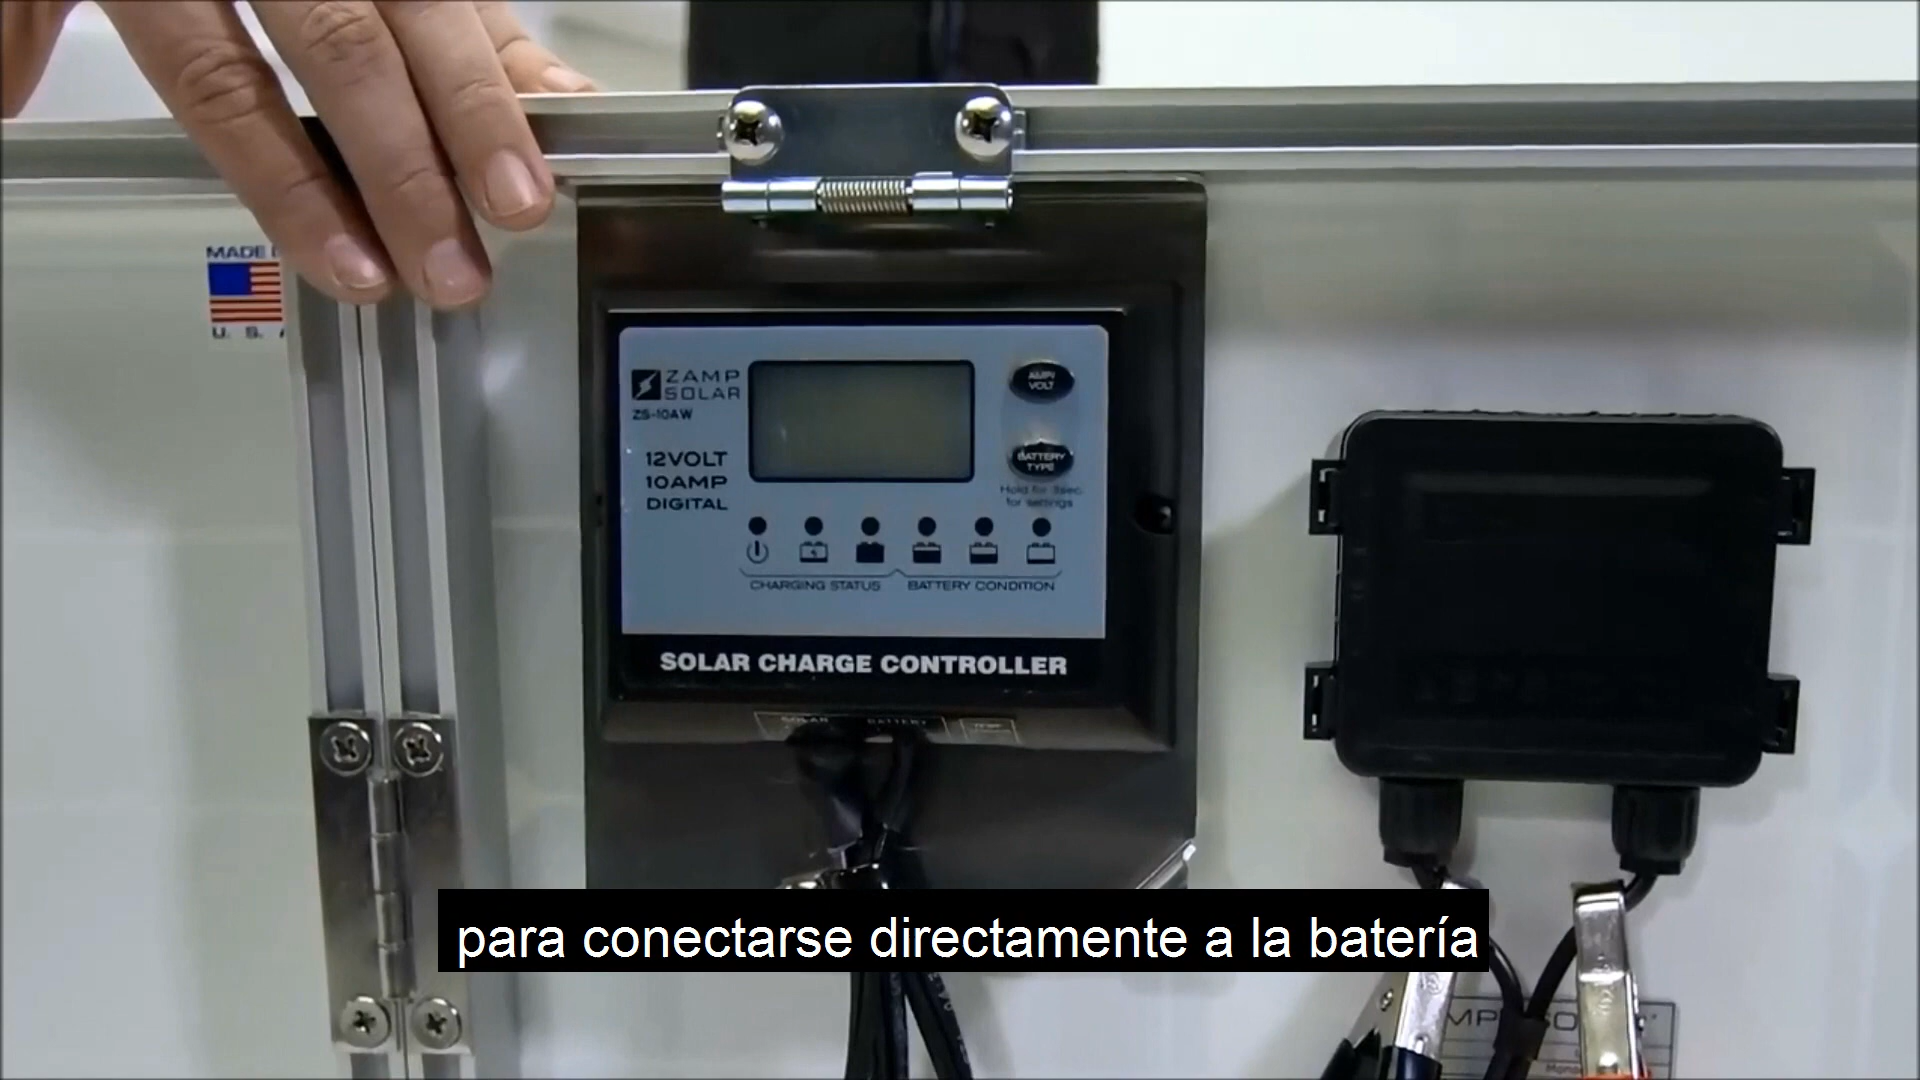 MADE
U. S.
ZAMP
SOLAR
ZS-10AW
12VOLT
10AMP
DIGITAL
AMP/
VOLT
BATTERY
TYPE
Hold for 3sec
for settings
CHARGING STATUS
BATTERY CONDITION
SOLAR CHARGE CONTROLLER
SOLAR
BATTERY
para conectarse directamente a la batería